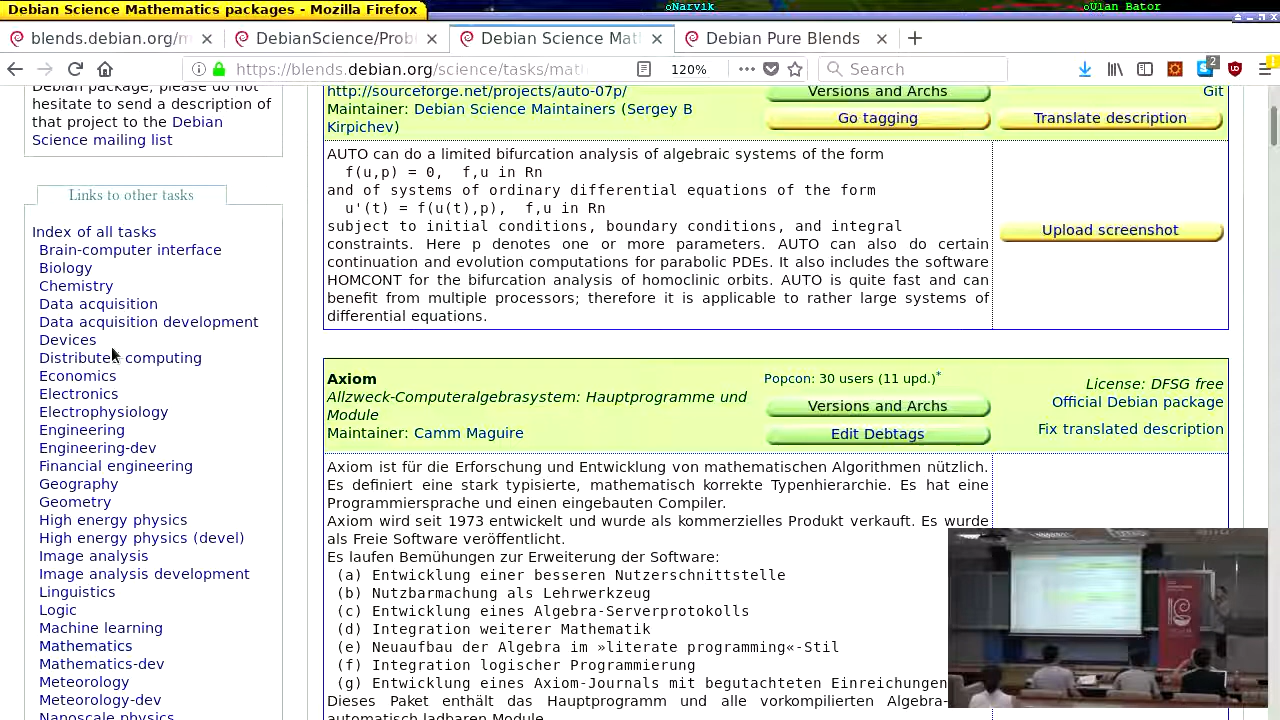 oNarvik
oUlan Bator
Debian Science Mathematics packages - Mozilla Firefox
blends.debian.org/m
DebianScience/Prob
Debian Science Mat
Debian Pure Blends
https://blends.debian.org/science/tasks/mat
120%
Search
2
1
Debian package, please do not
hesitate to send a description of
that project to the Debian
Science mailing list
Links to other tasks
Index of all tasks
Brain-computer interface
Biology
Chemistry
Data acquisition
Data acquisition development
Devices
Distributed computing
Economics
Electronics
Electrophysiology
Engineering
Engineering-dev
Financial engineering
Geography
Geometry
High energy physics
High energy physics (devel)
Image analysis
Image analysis development
Linguistics
Logic
Machine learning
Mathematics
Mathematics-dev
Meteorology
Meteorology-dev
Nanoscale physics
http://sourceforge.net/projects/auto-07p/
Maintainer: Debian Science Maintainers (Sergey B
Kirpichev)
Versions and Archs
Go tagging
Git
Translate description
AUTO can do a limited bifurcation analysis of algebraic systems of the form
f(u,p) = 0, f,u in Rn
and of systems of ordinary differential equations of the form
u'(t) = f(u(t),p), f,u in Rn
subject to initial conditions, boundary conditions, and integral
constraints. Here p denotes one or more parameters. AUTO can also do certain
continuation and evolution computations for parabolic PDEs. It also includes the software
HOMCONT for the bifurcation analysis of homoclinic orbits. AUTO is quite fast and can
benefit from multiple processors; therefore it is applicable to rather large systems of
differential equations.
Upload screenshot
Axiom
Allzweck-Computeralgebrasystem: Hauptprogramme und
Module
Maintainer: Camm Maguire
Popcon: 30 users (11 upd.)*
Versions and Archs
Edit Debtags
License: DFSG free
Official Debian package
Fix translated description
Axiom ist für die Erforschung und Entwicklung von mathematischen Algorithmen nützlich.
Es definiert eine stark typisierte, mathematisch korrekte Typenhierarchie. Es hat eine
Programmiersprache und einen eingebauten Compiler.
Axiom wird seit 1973 entwickelt und wurde als kommerzielles Produkt verkauft. Es wurde
als Freie Software veröffentlicht.
Es laufen Bemühungen zur Erweiterung der Software:
(a) Entwicklung einer besseren Nutzerschnittstelle
(b) Nutzbarmachung als Lehrwerkzeug
(c) Entwicklung eines Algebra-Serverprotokolls
(d) Integration weiterer Mathematik
(e) Neuaufbau der Algebra im »literate programming«-Stil
(f) Integration logischer Programmierung
(g) Entwicklung eines Axiom-Journals mit begutachteten Einreichungen
Dieses Paket enthält das Hauptprogramm und alle vorkompilierten Algebra-
automatisch ladbaren Module.